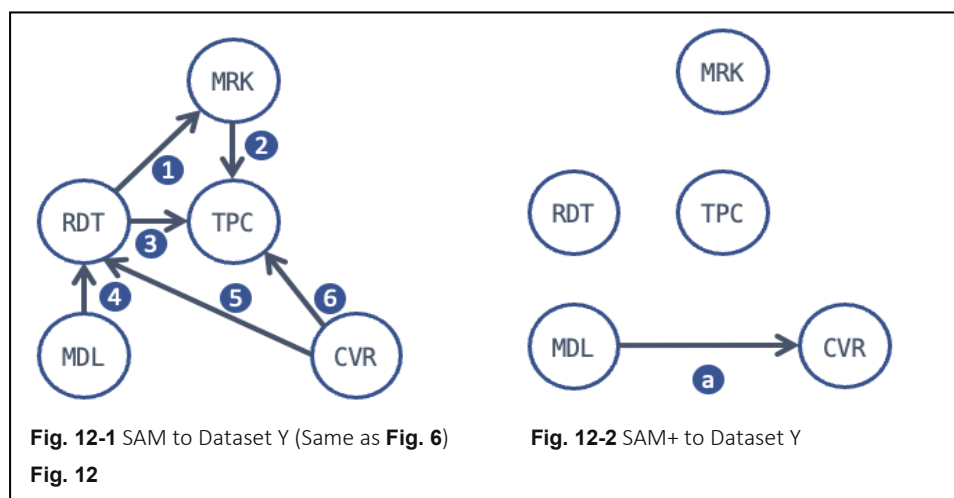 MRK
2
1
RDT
TPC
3
4
5
6
MDL
CVR
MRK
RDT
TPC
MDL
CVR
a
Fig. 12-1 SAM to Dataset Y (Same as Fig. 6)
Fig. 12-2 SAM+ to Dataset Y
Fig. 12